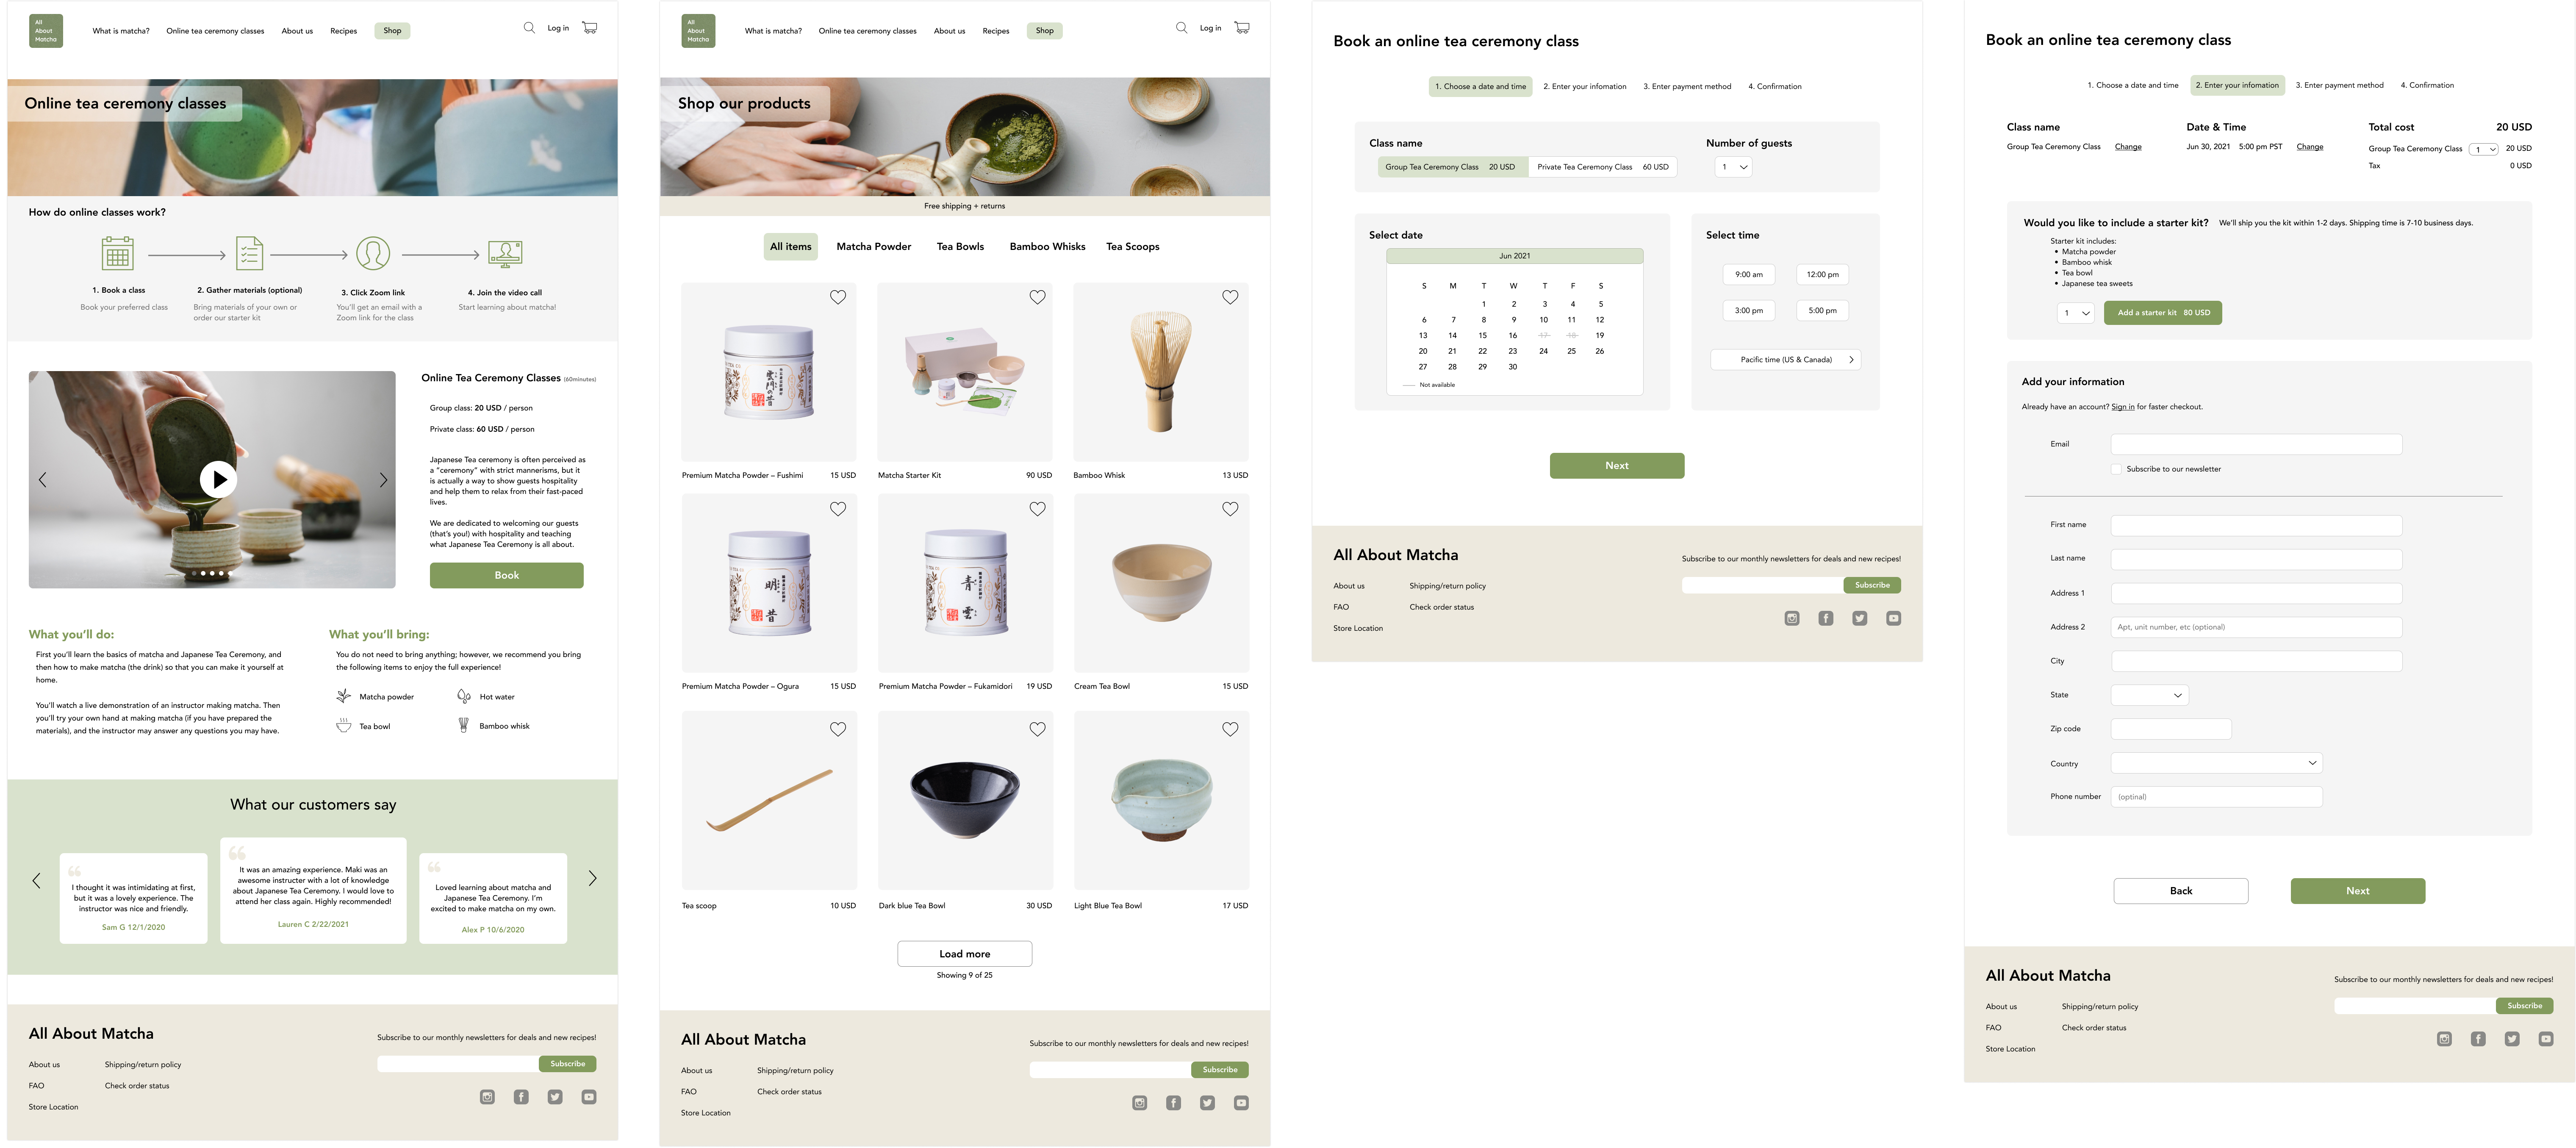 All
About
Matcha
What is matcha?
Online tea ceremony classes
About us
Recipes
Shop
Log in
Online tea ceremony classes
How do online classes work?
1. Book a class
Book your preferred class
2. Gather materials (optional)
Bring materials of your own or
order our starter kit
3. Click Zoom link
You'll get an email with a
Zoom link for the class
4. Join the video call
Start learning about matcha!
Online Tea Ceremony Classes (60minutes)
Group class: 20 USD / person
Private class: 60 USD / person
Japanese Tea ceremony is often perceived as
a "ceremony" with strict mannerisms, but it
is actually a way to show guests hospitality
and help them to relax from their fast-paced
lives.
We are dedicated to welcoming our guests
(that's you!) with hospitality and teaching
what Japanese Tea Ceremony is all about.
Book
What you'll do:
First you'll learn the basics of matcha and Japanese Tea Ceremony, and
then how to make matcha (the drink) so that you can make it yourself at
home.
You'll watch a live demonstration of an instructor making matcha. Then
you'll try your own hand at making matcha (if you have prepared the
materials), and the instructor may answer any questions you may have.
What you'll bring:
You do not need to bring anything; however, we recommend you bring
the following items to enjoy the full experience!
Matcha powder
Hot water
Tea bowl
Bamboo whisk
What our customers say
I thought it was intimidating at first,
but it was a lovely experience. The
instructor was nice and friendly.
Sam G 12/1/2020
It was an amazing experience. Maki was an
awesome instructer with a lot of knowledge
about Japanese Tea Ceremony. I would love to
attend her class again. Highly recommended!
Lauren C 2/22/2021
Loved learning about matcha and
Japanese Tea Ceremony. I'm
excited to make matcha on my own.
Alex P 10/6/2020
All About Matcha
About us
Shipping/return policy
FAO
Check order status
Store Location
Subscribe to our monthly newsletters for deals and new recipes!
Subscribe
All
About
Matcha
What is matcha?
Online tea ceremony classes
About us
Recipes
Shop
Log in
Shop our products
Free shipping + returns
All items
Matcha Powder
Tea Bowls
Bamboo Whisks
Tea Scoops
雲門の昔
Premium Matcha Powder – Fushimi 15 USD
Matcha Starter Kit 90 USD
Bamboo Whisk 13 USD
明昔
青雲
Premium Matcha Powder – Ogura 15 USD
Premium Matcha Powder – Fukamidori 19 USD
Cream Tea Bowl 15 USD
Tea scoop 10 USD
Dark blue Tea Bowl 30 USD
Light Blue Tea Bowl 17 USD
Load more
Showing 9 of 25
All About Matcha
About us
Shipping/return policy
FAQ
Check order status
Store Location
Subscribe to our monthly newsletters for deals and new recipes!
Subscribe
Book an online tea ceremony class
1. Choose a date and time
2. Enter your infomation
3. Enter payment method
4. Confirmation
Class name
Group Tea Ceremony Class 20 USD
Private Tea Ceremony Class 60 USD
Number of guests
1
Select date
Jun 2021
S M T W T F S
1 2 3 4 5
6 7 8 9 10 11 12
13 14 15 16 17 18 19
20 21 22 23 24 25 26
27 28 29 30
Not available
Select time
9:00 am
12:00 pm
3:00 pm
5:00 pm
Pacific time (US & Canada)
Next
All About Matcha
About us
Shipping/return policy
FAO
Check order status
Store Location
Subscribe to our monthly newsletters for deals and new recipes!
Subscribe
Book an online tea ceremony class
1. Choose a date and time
2. Enter your infomation
3. Enter payment method
4. Confirmation
Class name
Group Tea Ceremony Class Change
Date & Time
Jun 30, 2021 5:00 pm PST Change
Total cost 20 USD
Group Tea Ceremony Class 1 20 USD
Tax 0 USD
Would you like to include a starter kit? We'll ship you the kit within 1-2 days. Shipping time is 7-10 business days.
Starter kit includes:
• Matcha powder
• Bamboo whisk
• Tea bowl
• Japanese tea sweets
1
Add a starter kit 80 USD
Add your information
Already have an account? Sign in for faster checkout.
Email
Subscribe to our newsletter
First name
Last name
Address 1
Address 2
Apt, unit number, etc (optional)
City
State
Zip code
Country
Phone number
(optinal)
Back
Next
All About Matcha
About us
Shipping/return policy
FAO
Check order status
Store Location
Subscribe to our monthly newsletters for deals and new recipes!
Subscribe